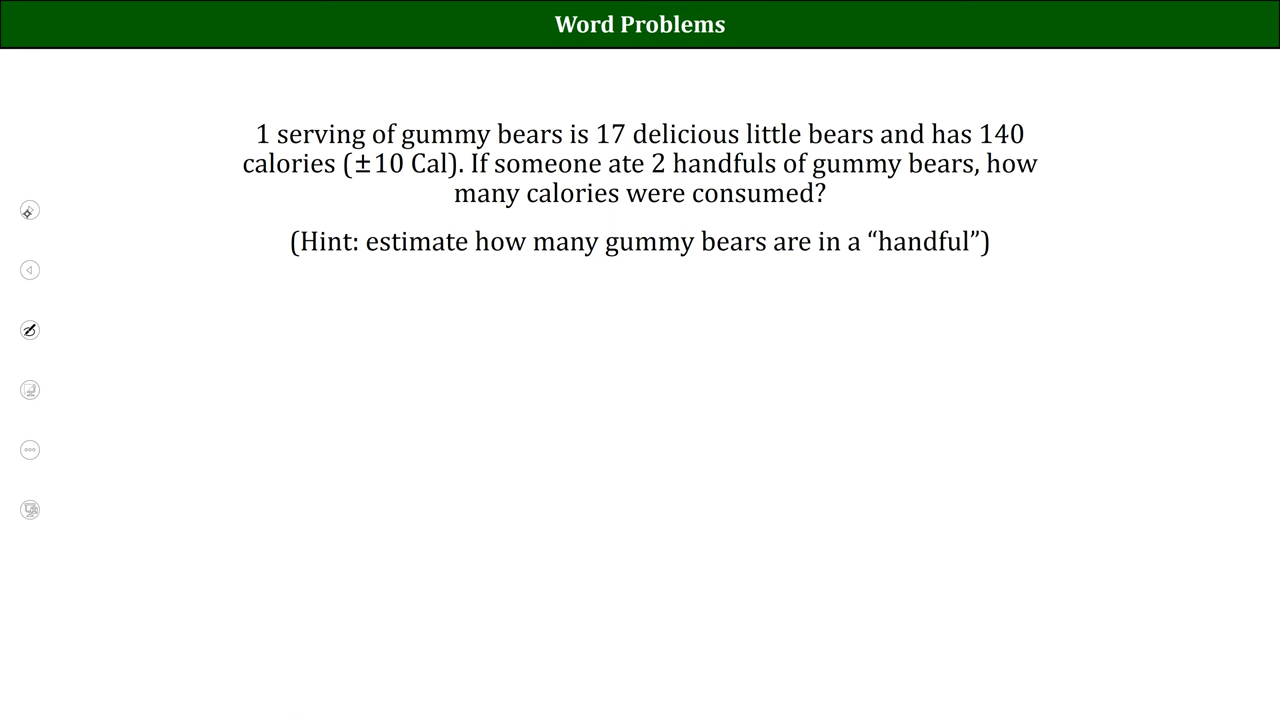 Word Problems
1 serving of gummy bears is 17 delicious little bears and has 140
calories (±10 Cal). If someone ate 2 handfuls of gummy bears, how
many calories were consumed?
(Hint: estimate how many gummy bears are in a “handful”)